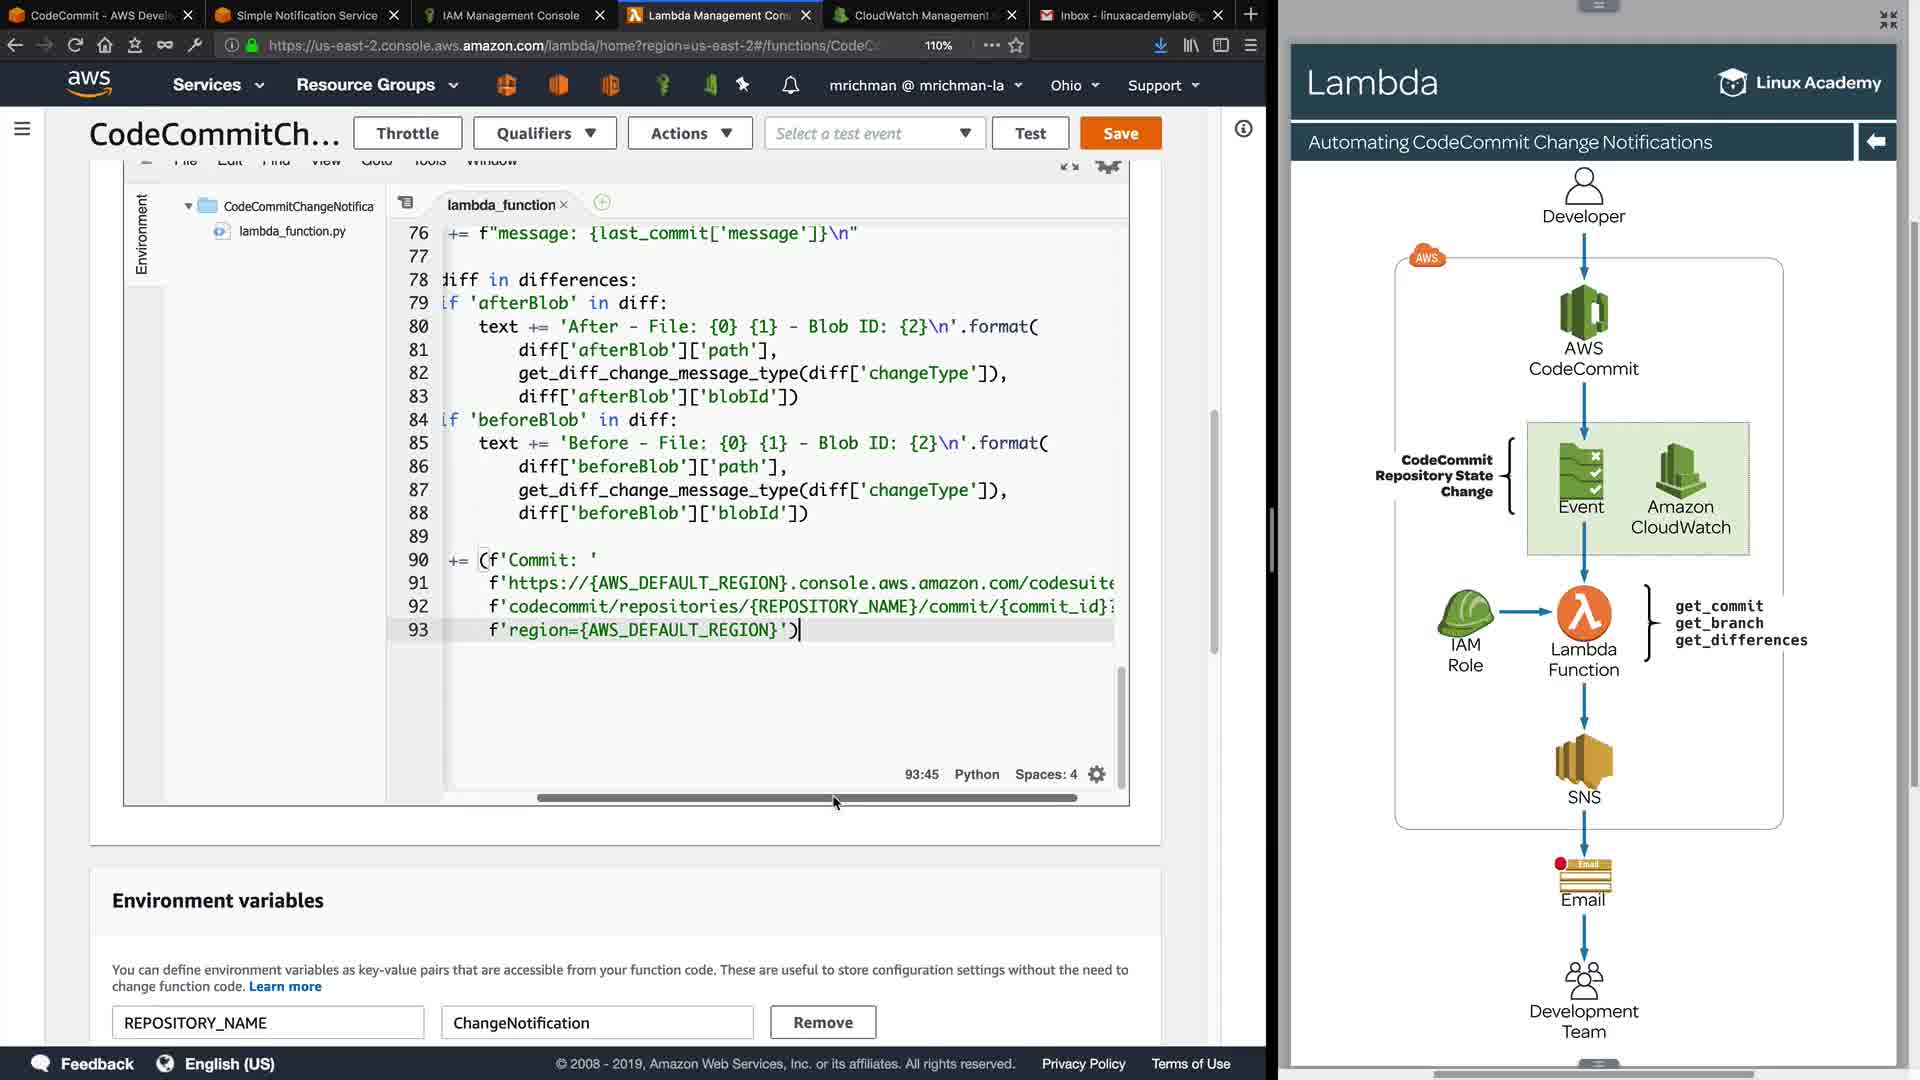 CodeCommit - AWS Devel
Simple Notification Service
IAM Management Console
Lambda Management Con
CloudWatch Management
Inbox - linuxacademylab@
https://us-east-2.console.aws.amazon.com/lambda/home?region=us-east-2#/functions/CodeCo
110%
aws
Services
Resource Groups
mrichman @ mrichman-la
Ohio
Support
CodeCommitCh...
Throttle
Qualifiers
Actions
Select a test event
Test
Save
File Edit Find View Goto Tools Window
Environment
CodeCommitChangeNotifica
lambda_function.py
lambda_function
76 += f"message: {last_commit['message']}\n"
77
78 diff in differences:
79 if 'afterBlob' in diff:
80 text += 'After - File: {0} {1} - Blob ID: {2}\n'.format(
81 diff['afterBlob']['path'],
82 get_diff_change_message_type(diff['changeType']),
83 diff['afterBlob']['blobId'])
84 if 'beforeBlob' in diff:
85 text += 'Before - File: {0} {1} - Blob ID: {2}\n'.format(
86 diff['beforeBlob']['path'],
87 get_diff_change_message_type(diff['changeType']),
88 diff['beforeBlob']['blobId'])
89
90 += (f'Commit: '
91 f'https://{AWS_DEFAULT_REGION}.console.aws.amazon.com/codesuite
92 f'codecommit/repositories/{REPOSITORY_NAME}/commit/{commit_id}?
93 f'region={AWS_DEFAULT_REGION}')
93:45 Python Spaces: 4
Environment variables
You can define environment variables as key-value pairs that are accessible from your function code. These are useful to store configuration settings without the need to
change function code. Learn more
REPOSITORY_NAME
ChangeNotification
Remove
Feedback
English (US)
© 2008 - 2019, Amazon Web Services, Inc. or its affiliates. All rights reserved.
Privacy Policy
Terms of Use
Lambda
Linux Academy
Automating CodeCommit Change Notifications
Developer
AWS
AWS
CodeCommit
CodeCommit
Repository State
Change
Event
Amazon
CloudWatch
IAM
Role
Lambda
Function
get_commit
get_branch
get_differences
SNS
Email
Email
Development
Team